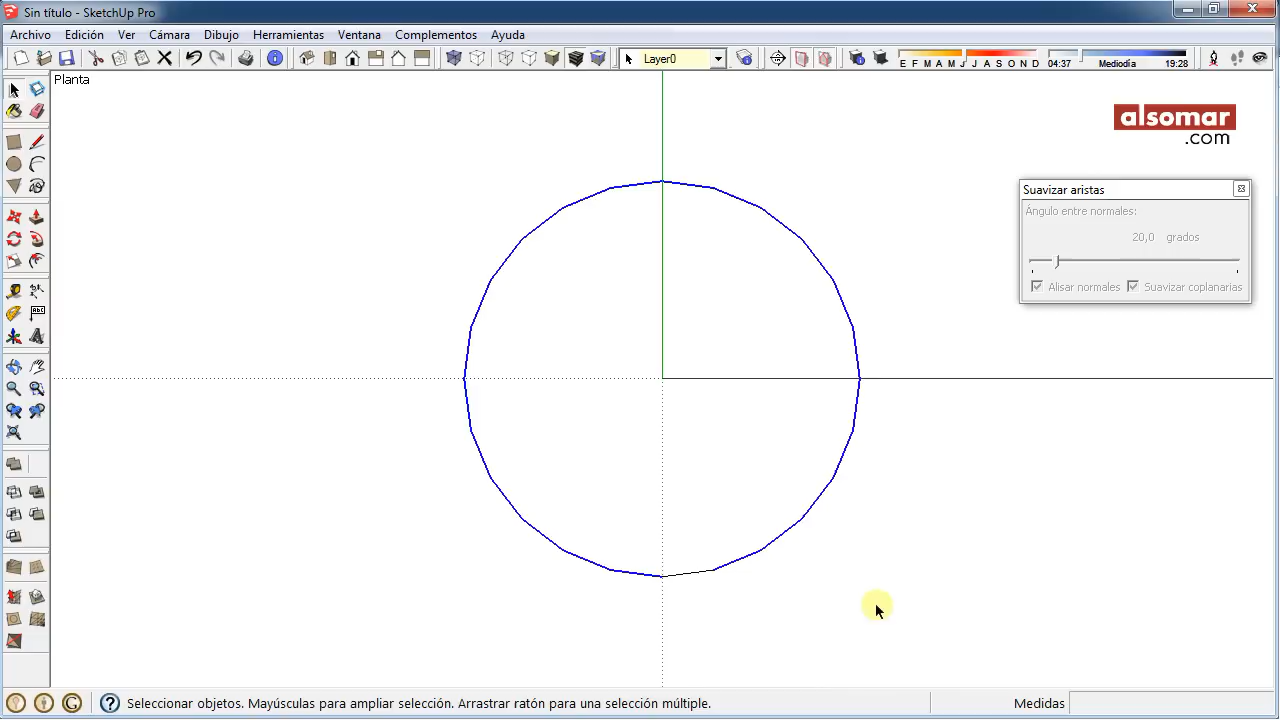 Sin título - SketchUp Pro
Archivo Edición Ver Cámara Dibujo Herramientas Ventana Complementos Ayuda
Layer0
E F M A M J J A S O N D
04:37 Mediodía 19:28
Planta
alsomar
.com
Suavizar aristas
Ángulo entre normales:
20,0 grados
Alisar normales Suavizar coplanarias
Abc
Seleccionar objetos. Mayúsculas para ampliar selección. Arrastrar ratón para una selección múltiple.
Medidas